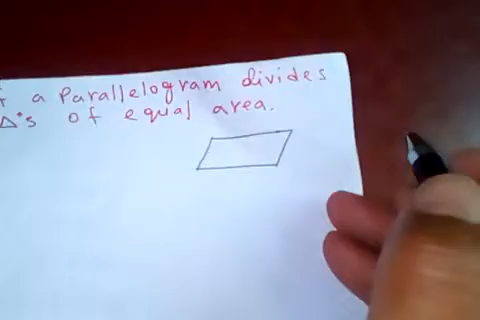 a Parallelogram divides
Δ's of equal area.